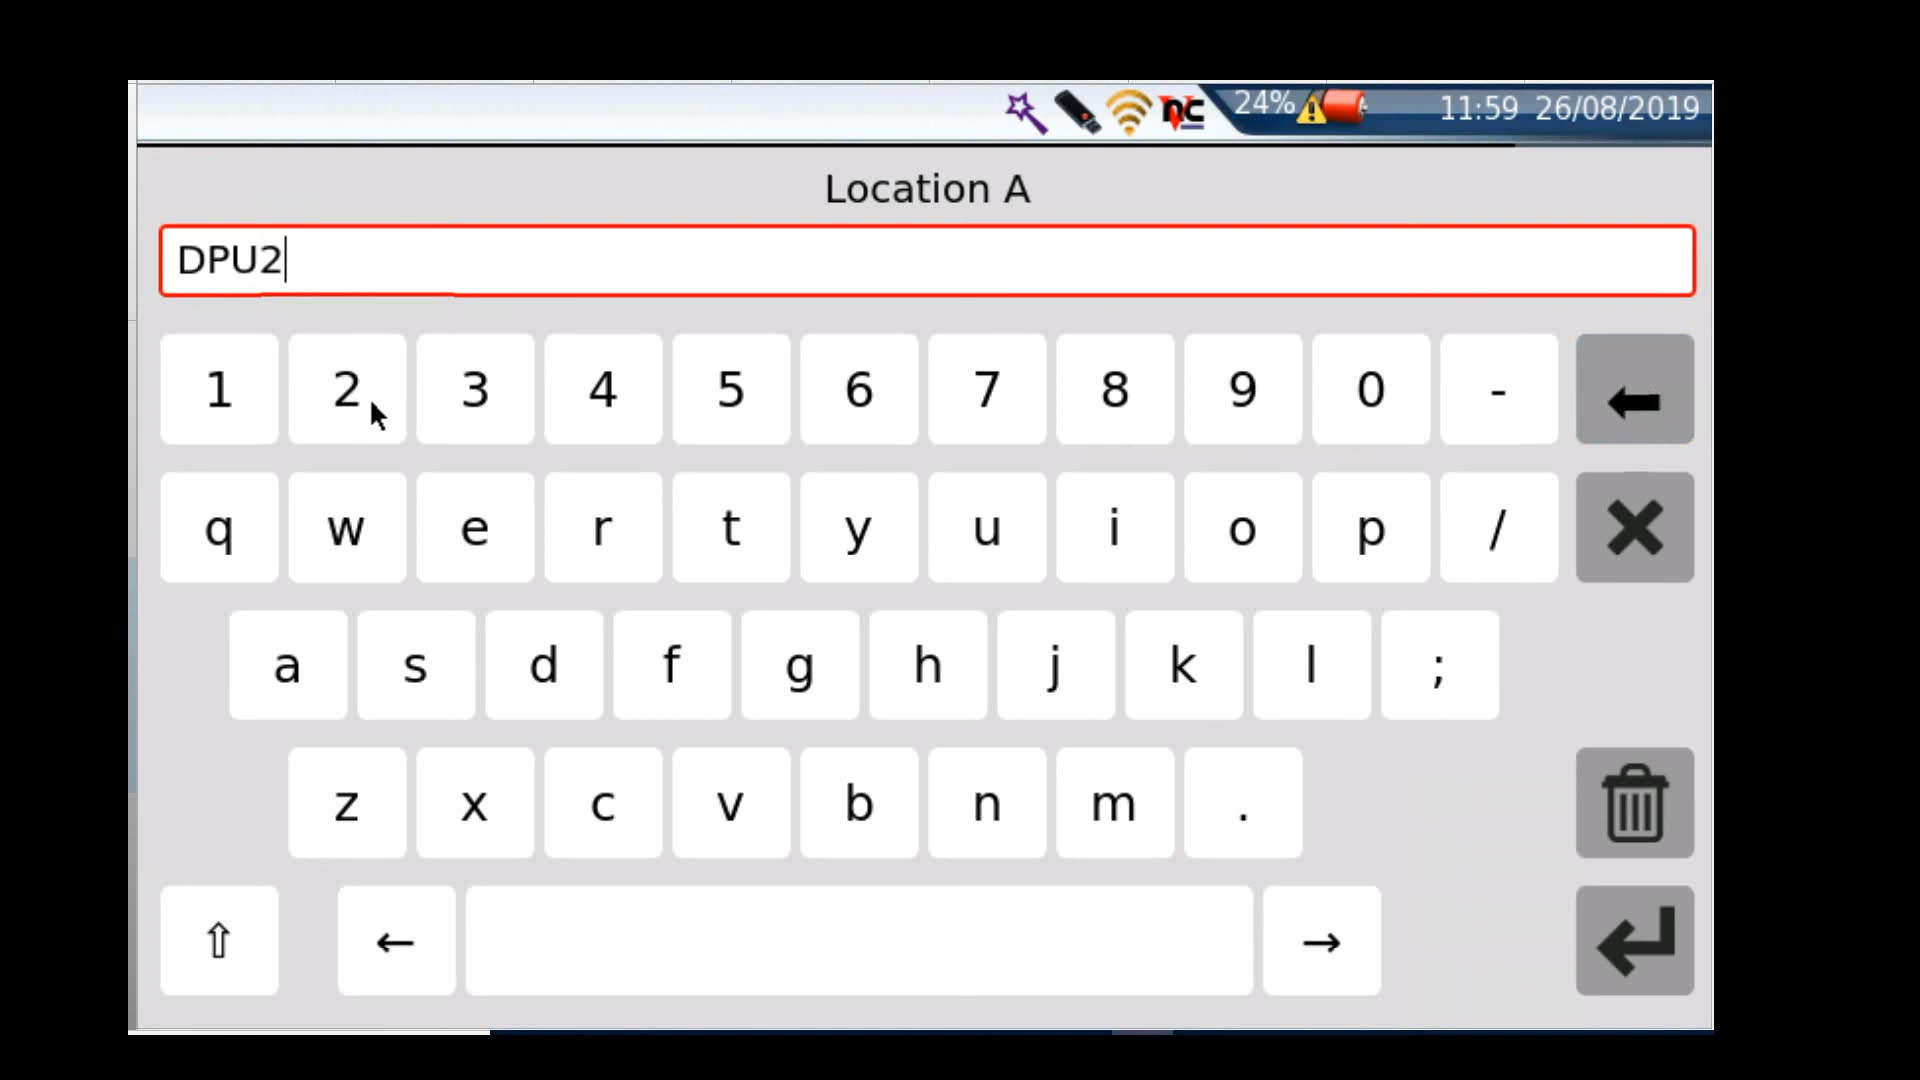 24% 11:59 26/08/2019
Location A
DPU2
1 2 3 4 5 6 7 8 9 0 -
q w e r t y u i o p /
a s d f g h j k l ;
z x c v b n m .